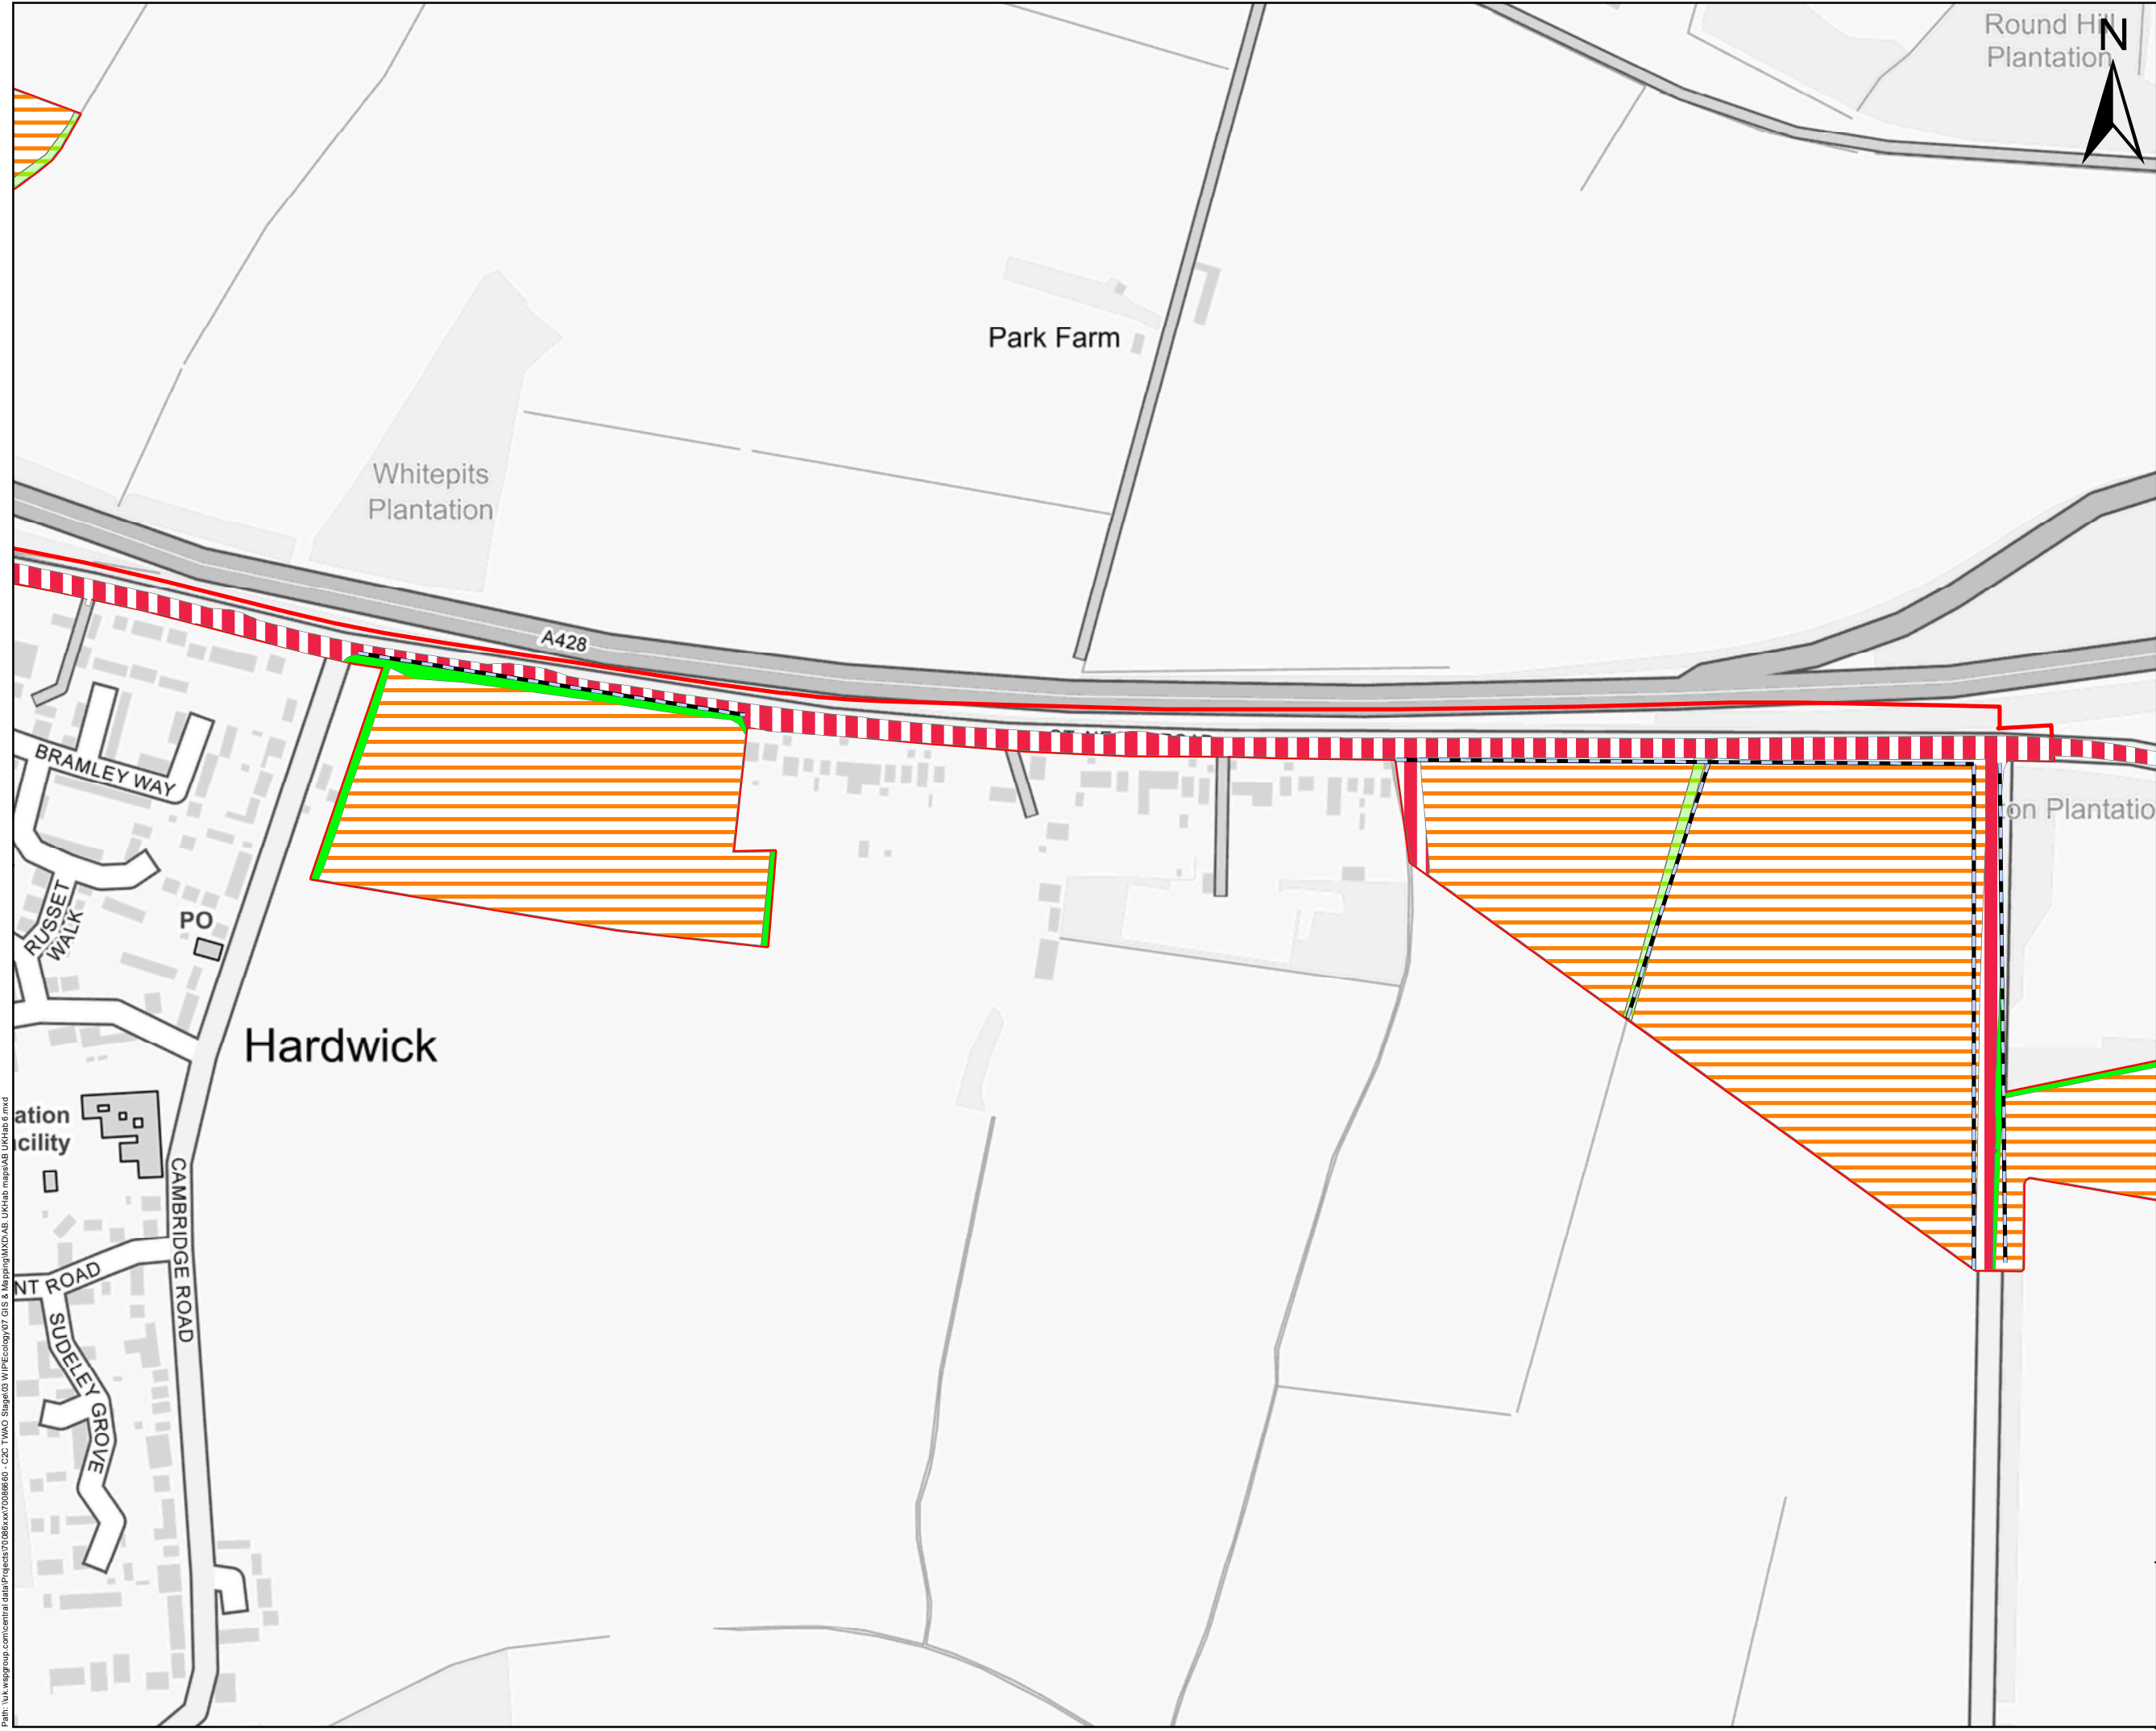 Round Hill
Plantation
N
Park Farm
Whitepits
Plantation
A428
BRAMLEY WAY
on Plantatio
RUSSET
WALK
PO
Hardwick
ation
acility
CAMBRIDGE ROAD
NT ROAD
SUDELEY GROVE